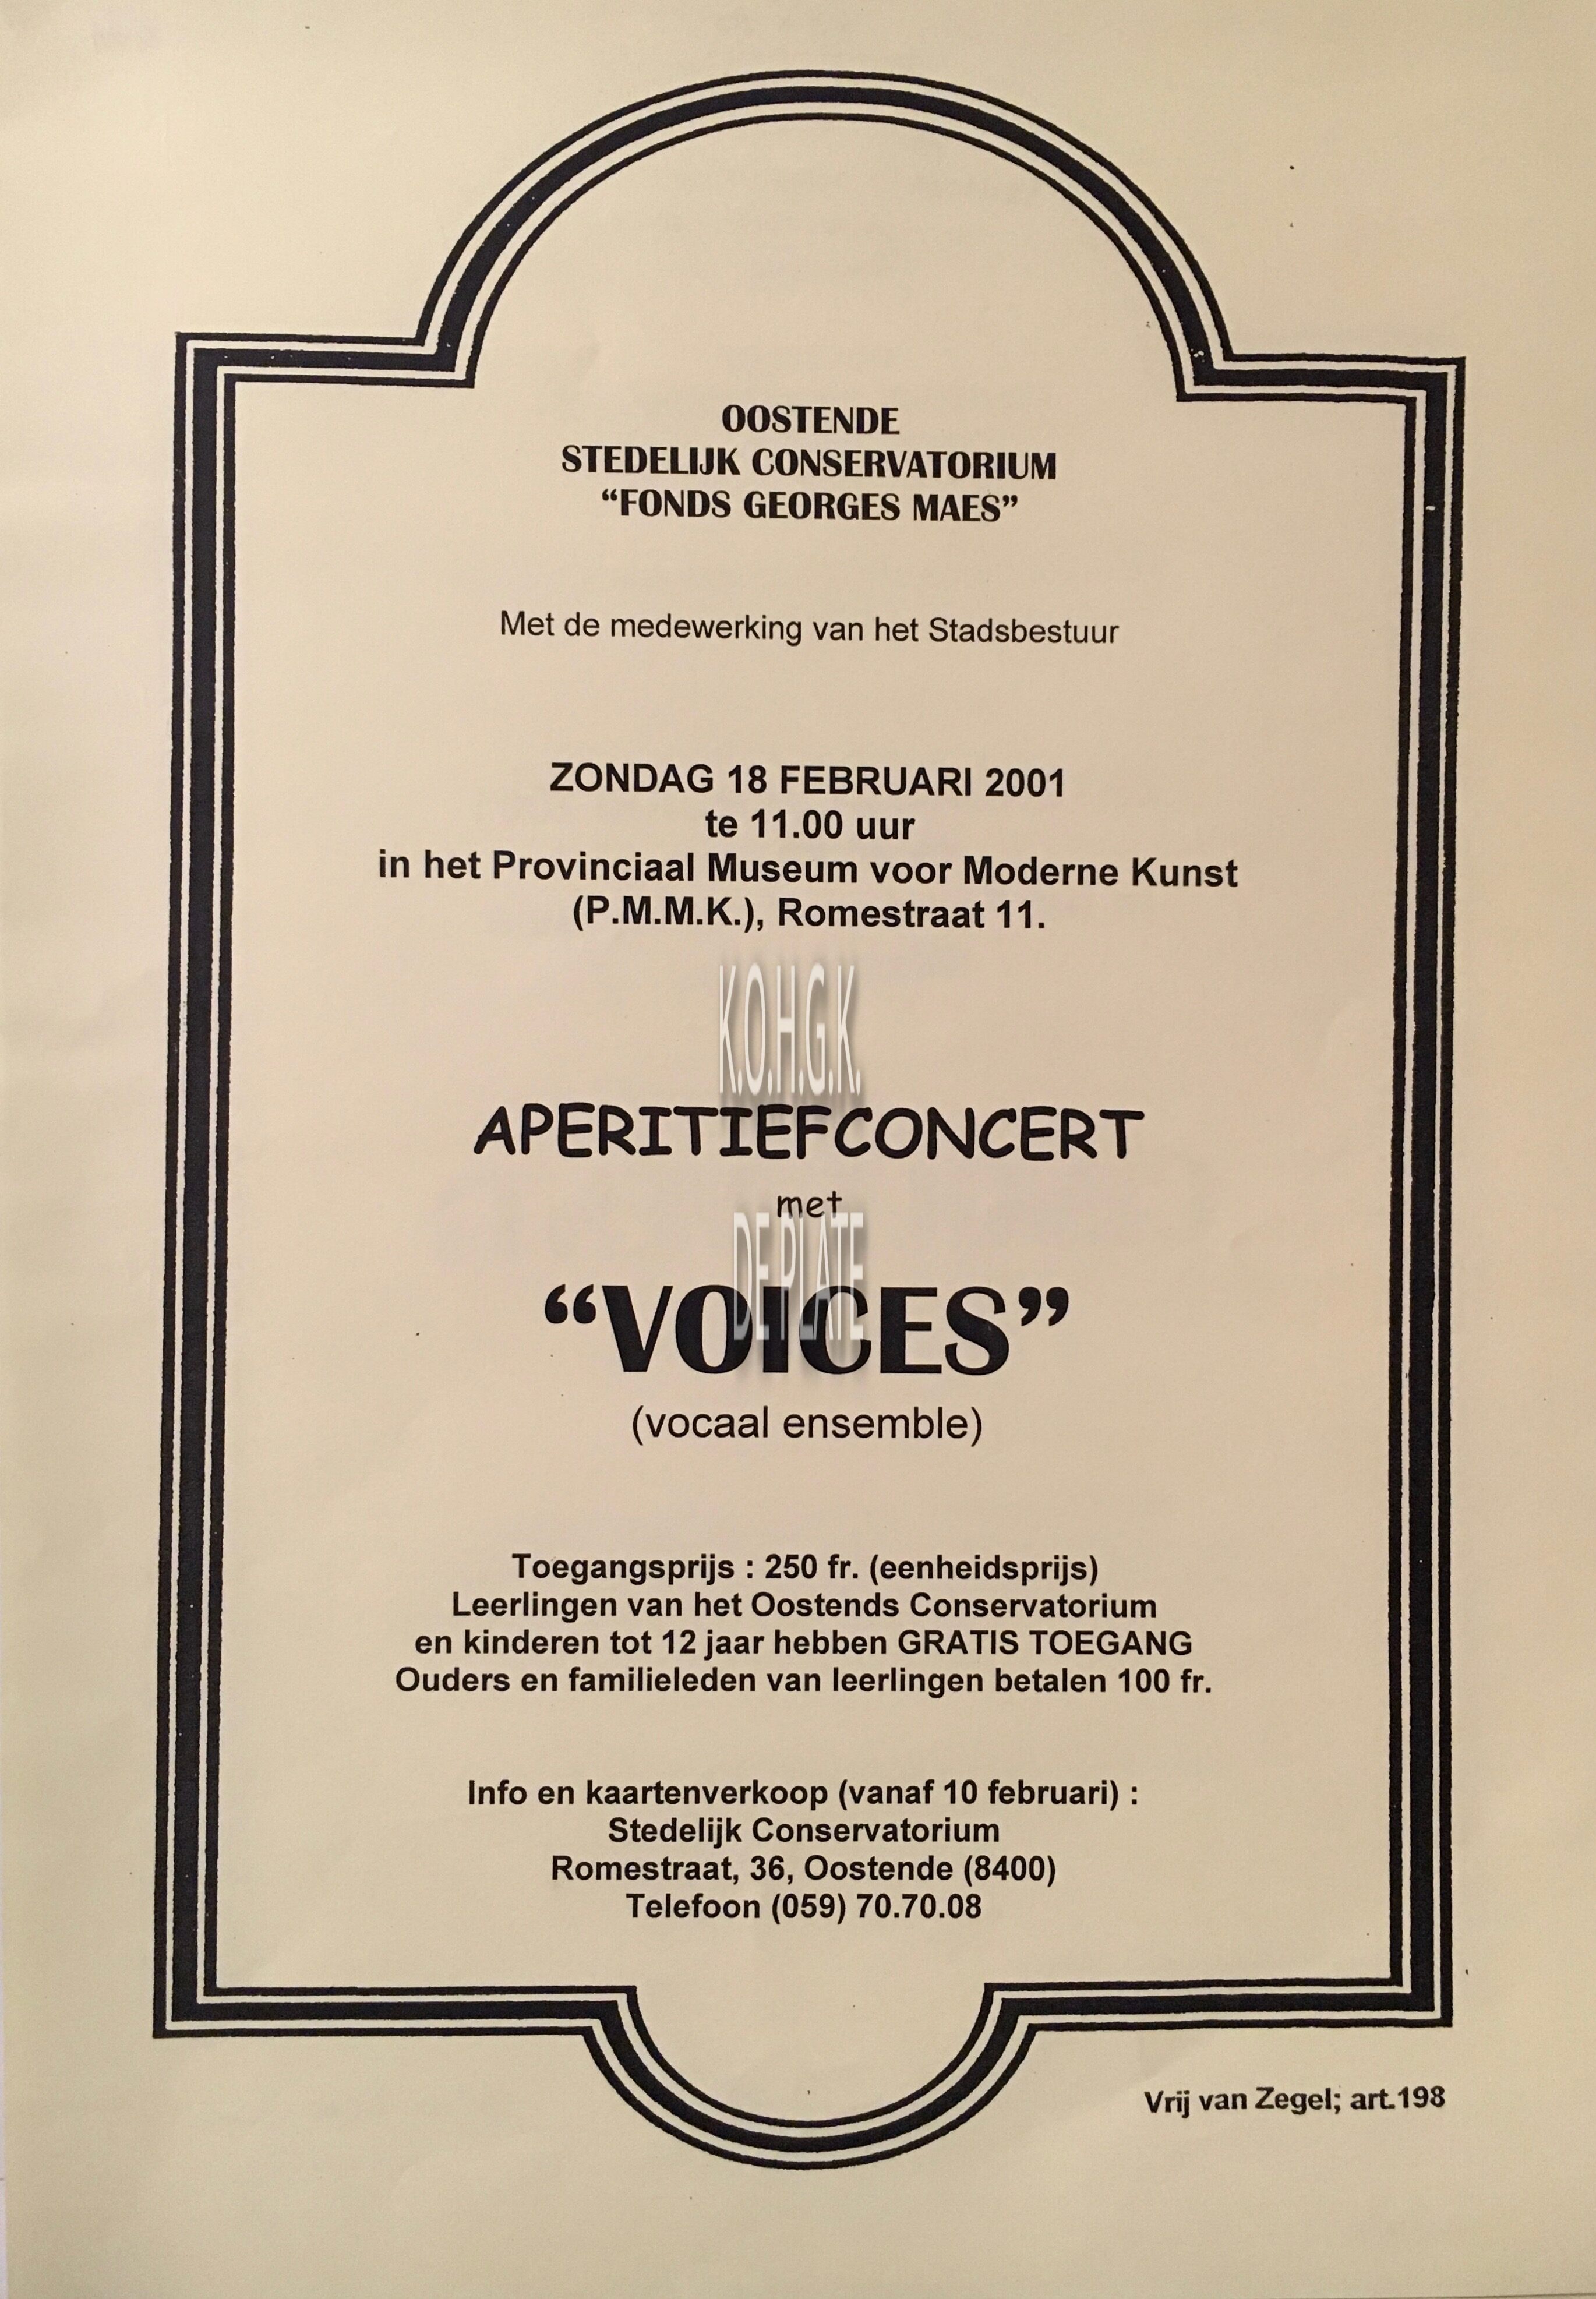 OOSTENDE
STEDELIJK CONSERVATORIUM
“FONDS GEORGES MAES”
Met de medewerking van het Stadsbestuur
ZONDAG 18 FEBRUARI 2001
te 11.00 uur
in het Provinciaal Museum voor Moderne Kunst
(P.M.M.K.), Romestraat 11.
K.O.H.G.K.
APERITIEFCONCERT
met
DE PLATE
“VOICES”
(vocaal ensemble)
Toegangsprijs : 250 fr. (eenheidsprijs)
Leerlingen van het Oostends Conservatorium
en kinderen tot 12 jaar hebben GRATIS TOEGANG
Ouders en familieleden van leerlingen betalen 100 fr.
Info en kaartenverkoop (vanaf 10 februari) :
Stedelijk Conservatorium
Romestraat, 36, Oostende (8400)
Telefoon (059) 70.70.08
Vrij van Zegel; art.198